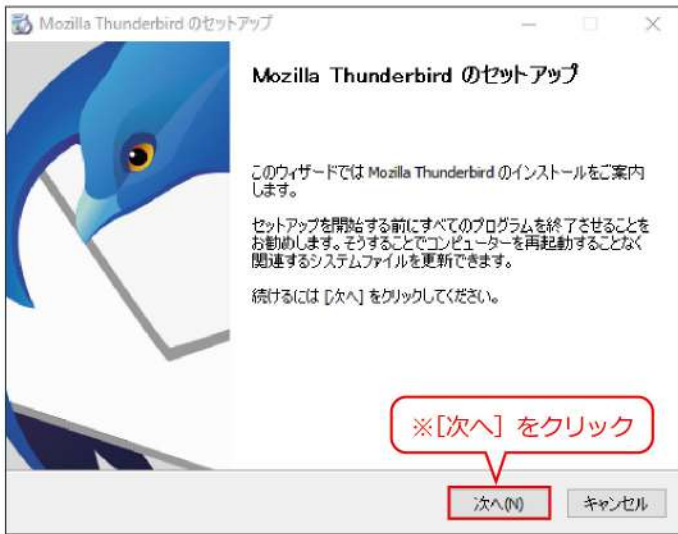 Mozilla Thunderbird のセットアップ
Mozilla Thunderbird のセットアップ
このウィザードでは Mozilla Thunderbird のインストールをご案内
します。
セットアップを開始する前にすべてのプログラムを終了させることを
お勧めします。そうすることでコンピューターを再起動することなく
関連するシステムファイルを更新できます。
続けるには [次へ] をクリックしてください。
※[次へ] をクリック
次へ(N)
キャンセル